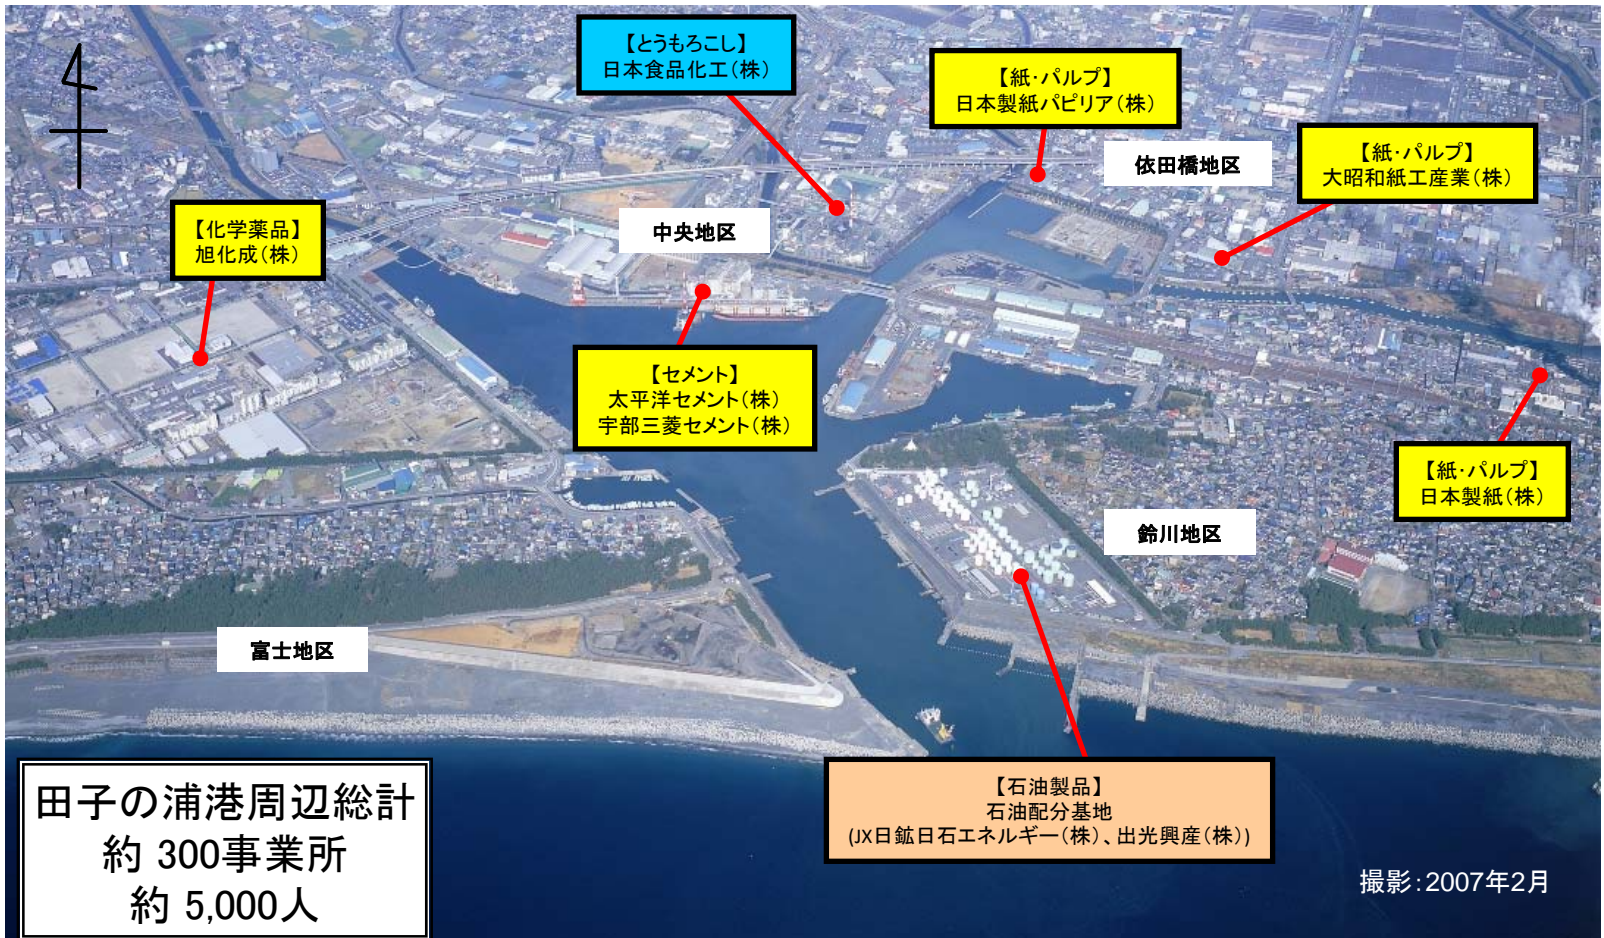 【とうもろこし】
日本食品化工(株)
【紙・パルプ】
日本製紙パピリア(株)
依田橋地区
【紙・パルプ】
大昭和紙工産業(株)
【化学薬品】
旭化成(株)
中央地区
【セメント】
太平洋セメント(株)
宇部三菱セメント(株)
【紙・パルプ】
日本製紙(株)
鈴川地区
富士地区
【石油製品】
石油配分基地
(JX日鉱日石エネルギー(株)、出光興産(株))
田子の浦港周辺総計
約 300事業所
約 5,000人
撮影:2007年2月